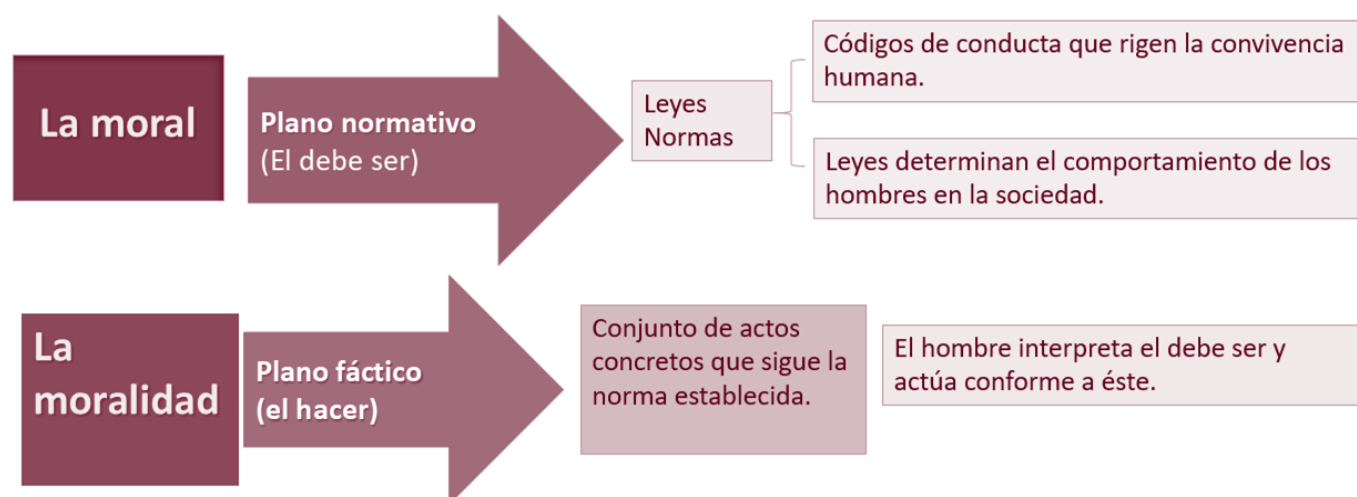 La moral
Plano normativo
(El debe ser)
Leyes
Normas
Códigos de conducta que rigen la convivencia
humana.
Leyes determinan el comportamiento de los
hombres en la sociedad.
La
moralidad
Plano fáctico
(el hacer)
Conjunto de actos
concretos que sigue la
norma establecida.
El hombre interpreta el debe ser y
actúa conforme a éste.